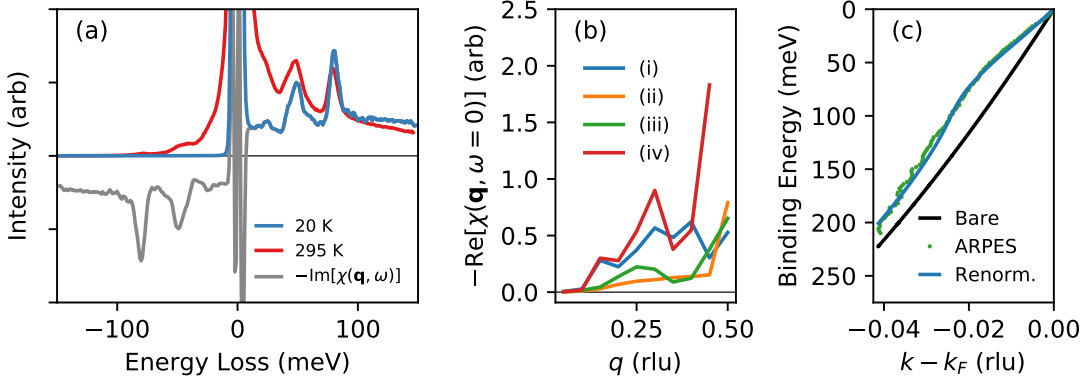 (a)
Intensity (arb)
20 K
295 K
−Im[χ(q, ω)]
−100
0
100
Energy Loss (meV)
(b)
−Re[χ(q, ω = 0)] (arb)
2.5
2.0
1.5
1.0
0.5
0.0
(i)
(ii)
(iii)
(iv)
0.25
0.50
q (rlu)
(c)
Binding Energy (meV)
0
50
100
150
200
250
Bare
ARPES
Renorm.
−0.04
−0.02
0.00
k − k_F (rlu)